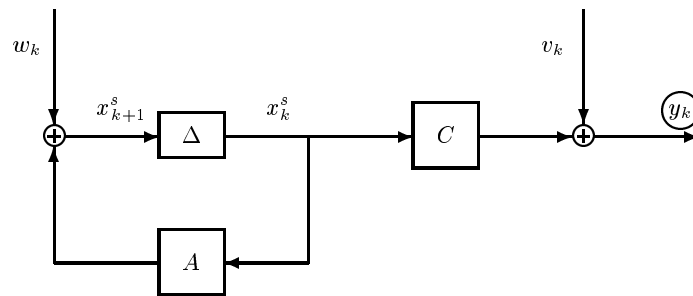 w_k
v_k
x^s_{k+1}
Δ
x^s_k
C
y_k
A